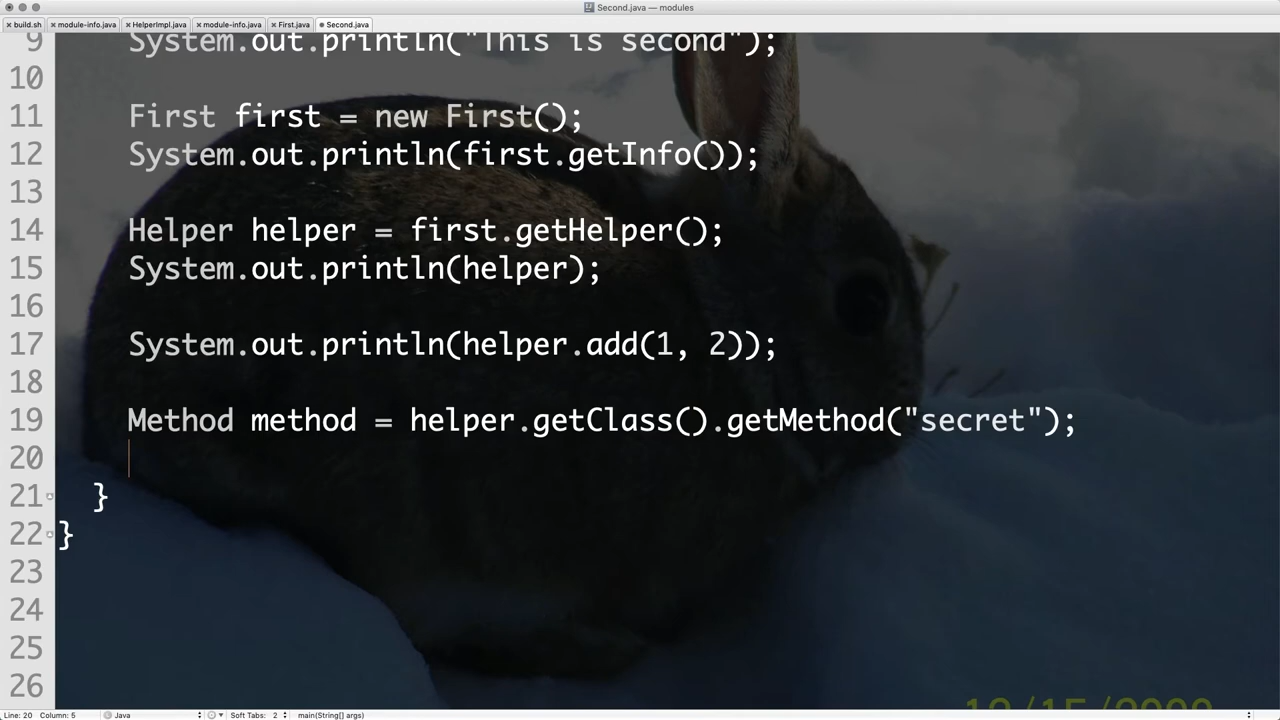 Second.java — modules
build.sh module-info.java HelperImpl.java module-info.java First.java Second.java
9 System.out.println("This is second");
10
11 First first = new First();
12 System.out.println(first.getInfo());
13
14 Helper helper = first.getHelper();
15 System.out.println(helper);
16
17 System.out.println(helper.add(1, 2));
18
19 Method method = helper.getClass().getMethod("secret");
20
21 }
22 }
23
24
25
26
Line: 20 Column: 5 Java Soft Tabs: 2 main(String[] args)